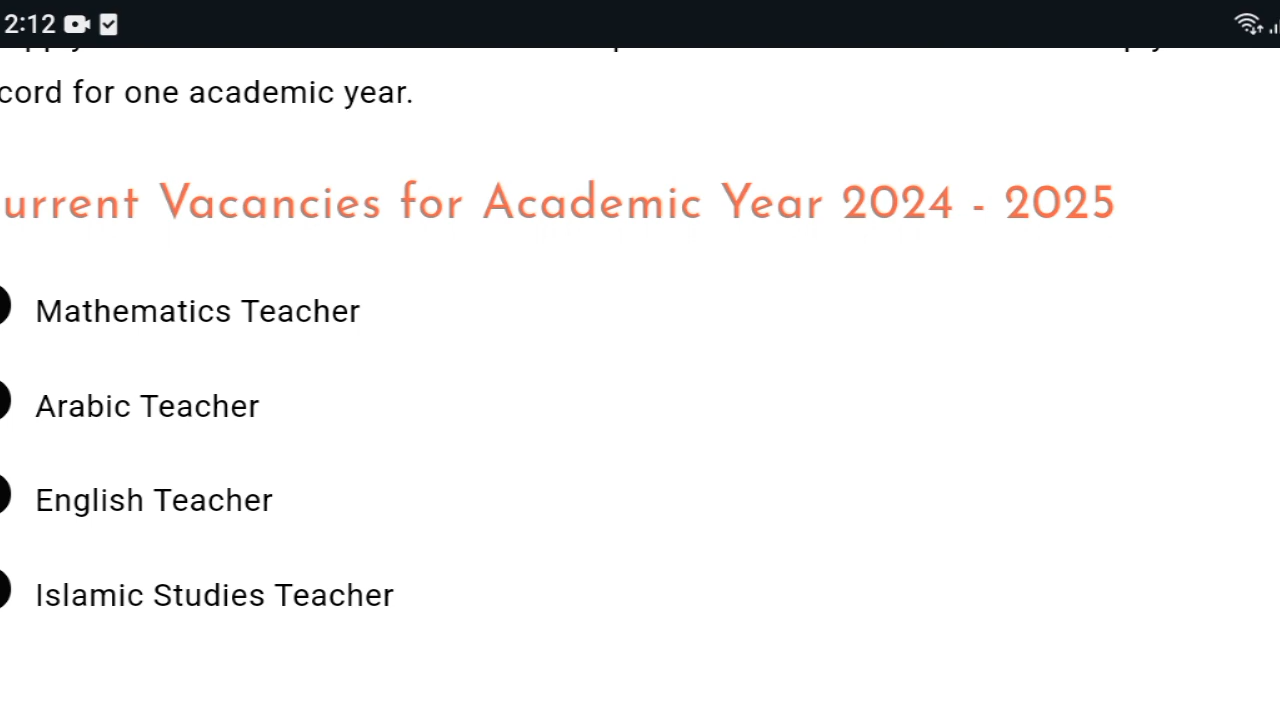 2:12
cord for one academic year.
urrent Vacancies for Academic Year 2024 - 2025
Mathematics Teacher
Arabic Teacher
English Teacher
Islamic Studies Teacher